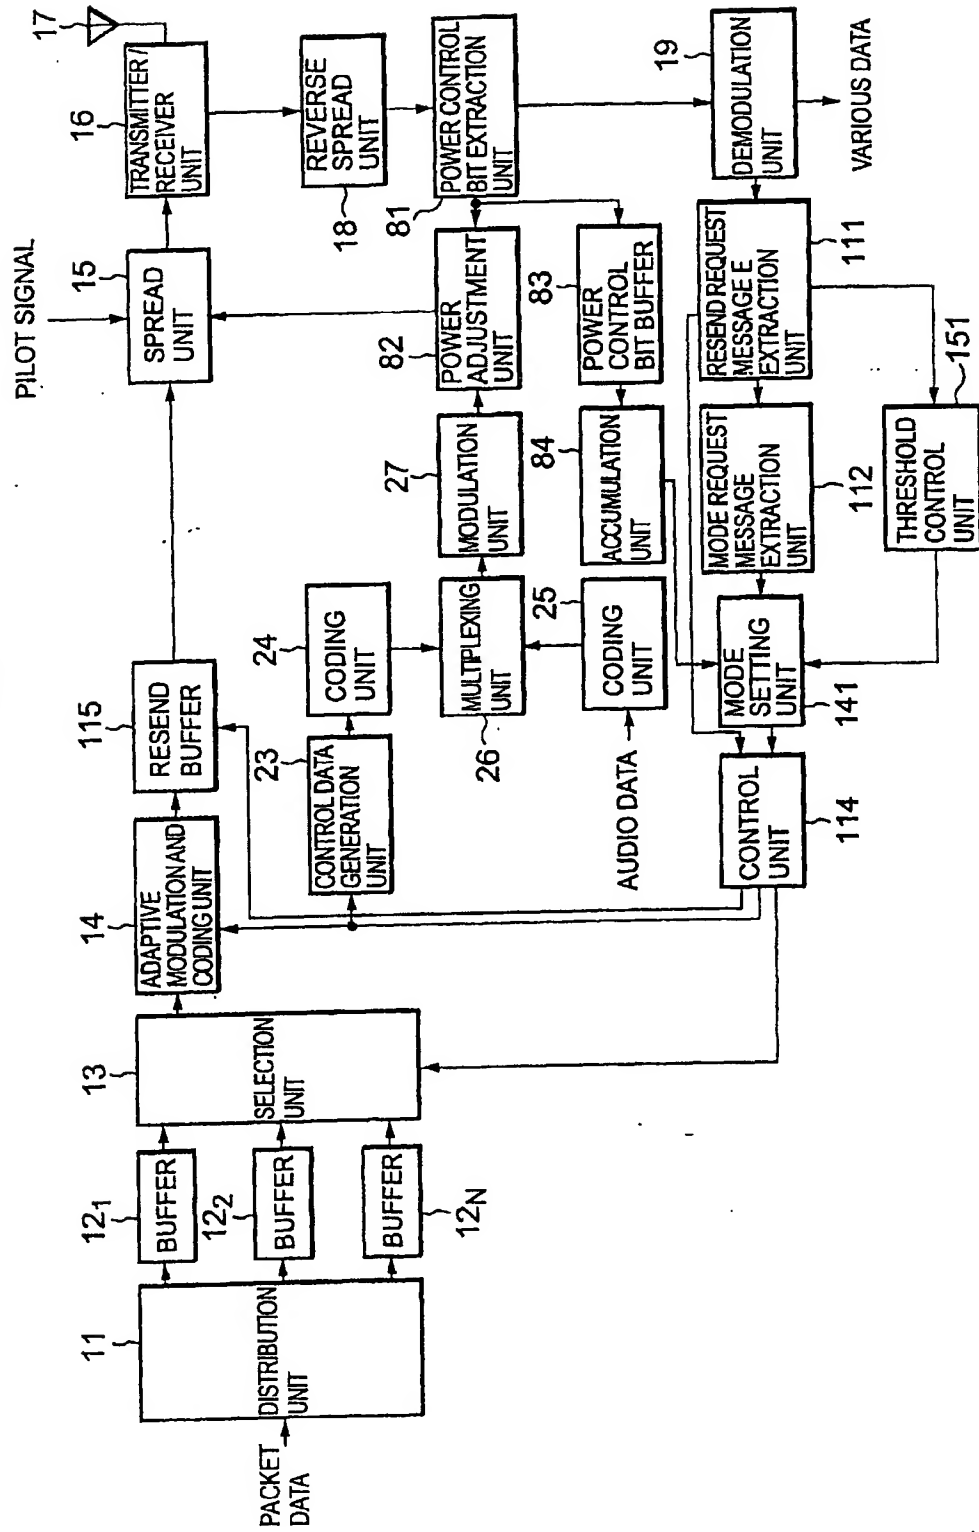 PACKET
DATA
11
DISTRIBUTION
UNIT
12₁
BUFFER
12₂
BUFFER
12N
BUFFER
13
SELECTION
UNIT
14
ADAPTIVE
MODULATION AND
CODING UNIT
115
RESEND
BUFFER
PILOT SIGNAL
15
SPREAD
UNIT
16
TRANSMITTER/
RECEIVER
UNIT
17
23
CONTROL DATA
GENERATION
UNIT
24
CODING
UNIT
MULTIPLEXING
UNIT
26
27
MODULATION
UNIT
82
POWER
ADJUSTMENT
UNIT
REVERSE
SPREAD
UNIT
18
POWER CONTROL
BIT EXTRACTION
UNIT
81
AUDIO DATA
25
CODING
UNIT
84
ACCUMULATION
UNIT
83
POWER
CONTROL
BIT BUFFER
CONTROL
UNIT
114
MODE
SETTING
UNIT
141
MODE REQUEST
MESSAGE
EXTRACTION
UNIT
112
RESEND REQUEST
MESSAGE E
EXTRACTION
UNIT
111
19
DEMODULATION
UNIT
VARIOUS DATA
THRESHOLD
CONTROL
UNIT
151